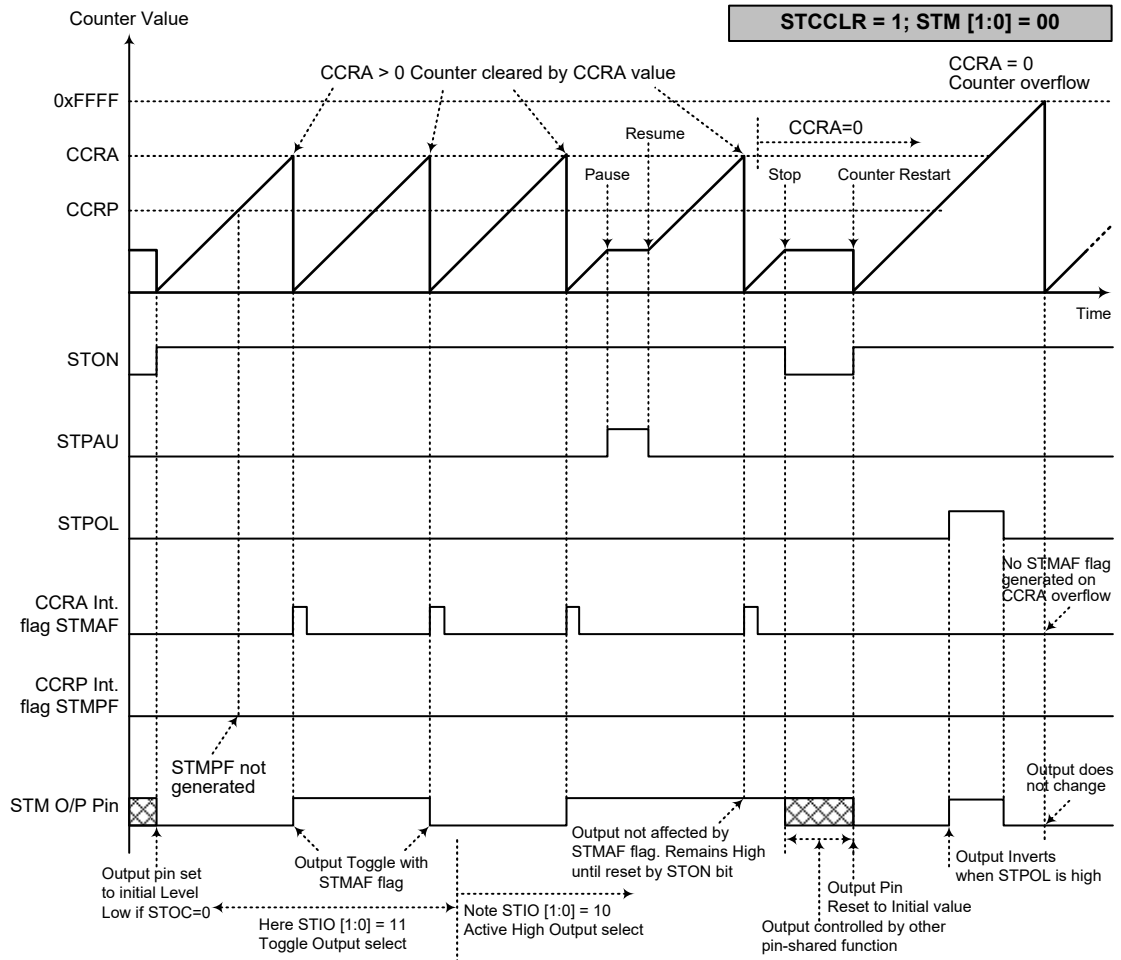 Counter Value
STCCLR = 1; STM [1:0] = 00
CCRA > 0 Counter cleared by CCRA value
CCRA = 0
Counter overflow
0xFFFF
CCRA
CCRP
Resume
CCRA=0
Pause
Stop
Counter Restart
Time
STON
STPAU
STPOL
No STMAF flag
generated on
CCRA overflow
CCRA Int.
flag STMAF
CCRP Int.
flag STMPF
STMPF not
generated
STM O/P Pin
Output does
not change
Output pin set
to initial Level
Low if STOC=0
Output Toggle with
STMAF flag
Here STIO [1:0] = 11
Toggle Output select
Note STIO [1:0] = 10
Active High Output select
Output not affected by
STMAF flag. Remains High
until reset by STON bit
Output Pin
Reset to Initial value
Output controlled by other
pin-shared function
Output Inverts
when STPOL is high